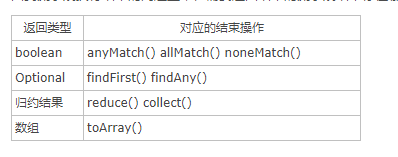 返回类型 对应的结束操作
boolean anyMatch() allMatch() noneMatch()
Optional findFirst() findAny()
归约结果 reduce() collect()
数组 toArray()